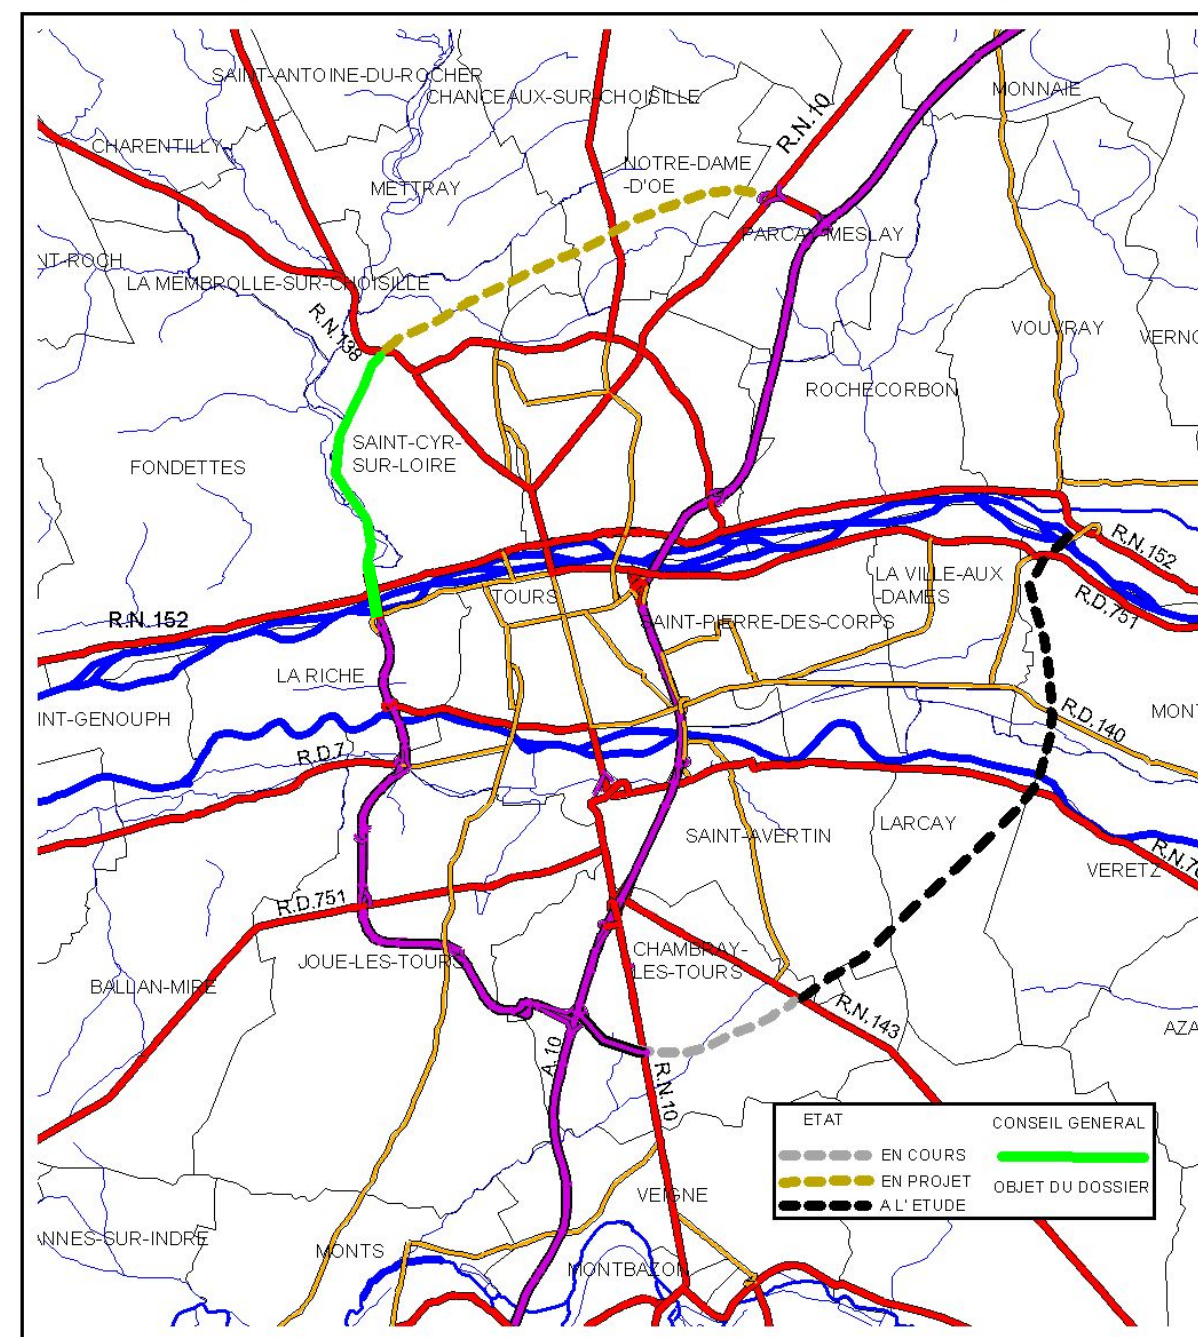 SAINT-ANTOINE-DU-ROCHER
CHANCEAUX-SUR-CHOISILLE
MONNAIE
R.N.10
CHARENTILLY
METTRAY
NOTRE-DAME
-D'OE
PARCAY-MESLAY
NT-ROCH
LA MEMBROLLE-SUR-CHOISILLE
R.N.138
VOUVRAY
VERNO
ROCHECORBON
SAINT-CYR-
SUR-LOIRE
FONDETTES
R.N.152
LA VILLE-AUX
-DAMES
TOURS
R.D.751
R.N.152
SAINT-PIERRE-DES-CORPS
LA RICHE
INT-GENOUPH
R.D.140
MONT
R.D.7
SAINT-AVERTIN
LARCAY
R.N.76
VERETZ
R.D.751
CHAMBRAY-
LES-TOURS
JOUE-LES-TOURS
BALLAN-MIRE
R.N.143
AZA
A.10
R.N.10
ETAT
CONSEIL GENERAL
EN COURS
EN PROJET
OBJET DU DOSSIER
A L'ETUDE
VEIGNE
NNES-SUR-INDRE
MONTS
MONTBAZON